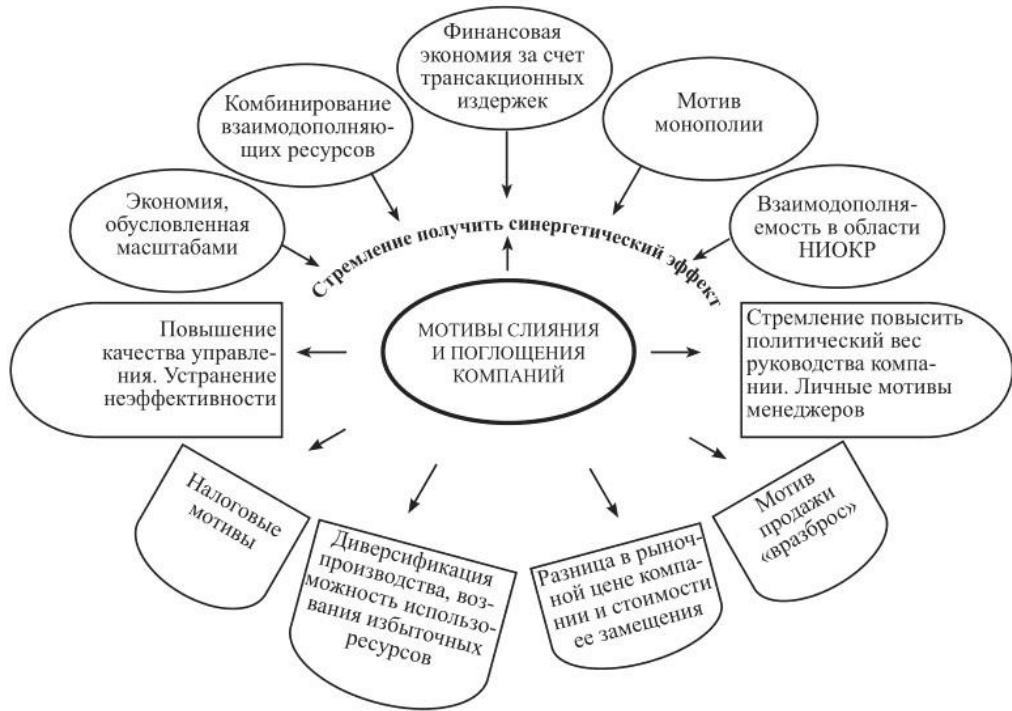 Финансовая
экономия за счет
трансакционных
издержек
Комбинирование
взаимодополняю-
щих ресурсов
Мотив
монополии
Экономия,
обусловленная
масштабами
Взаимодополня-
емость в области
НИОКР
Стремление получить синергетический эффект
МОТИВЫ СЛИЯНИЯ
И ПОГЛОЩЕНИЯ
КОМПАНИЙ
Повышение
качества управле-
ния. Устранение
неэффективности
Стремление повысить
политический вес
руководства компа-
нии. Личные мотивы
менеджеров
Налоговые
мотивы
Диверсификация
производства, воз-
можность использо-
вания избыточных
ресурсов
Разница в рыноч-
ной цене компа-
нии и стоимости
ее замещения
Мотив
продажи
«вразброс»